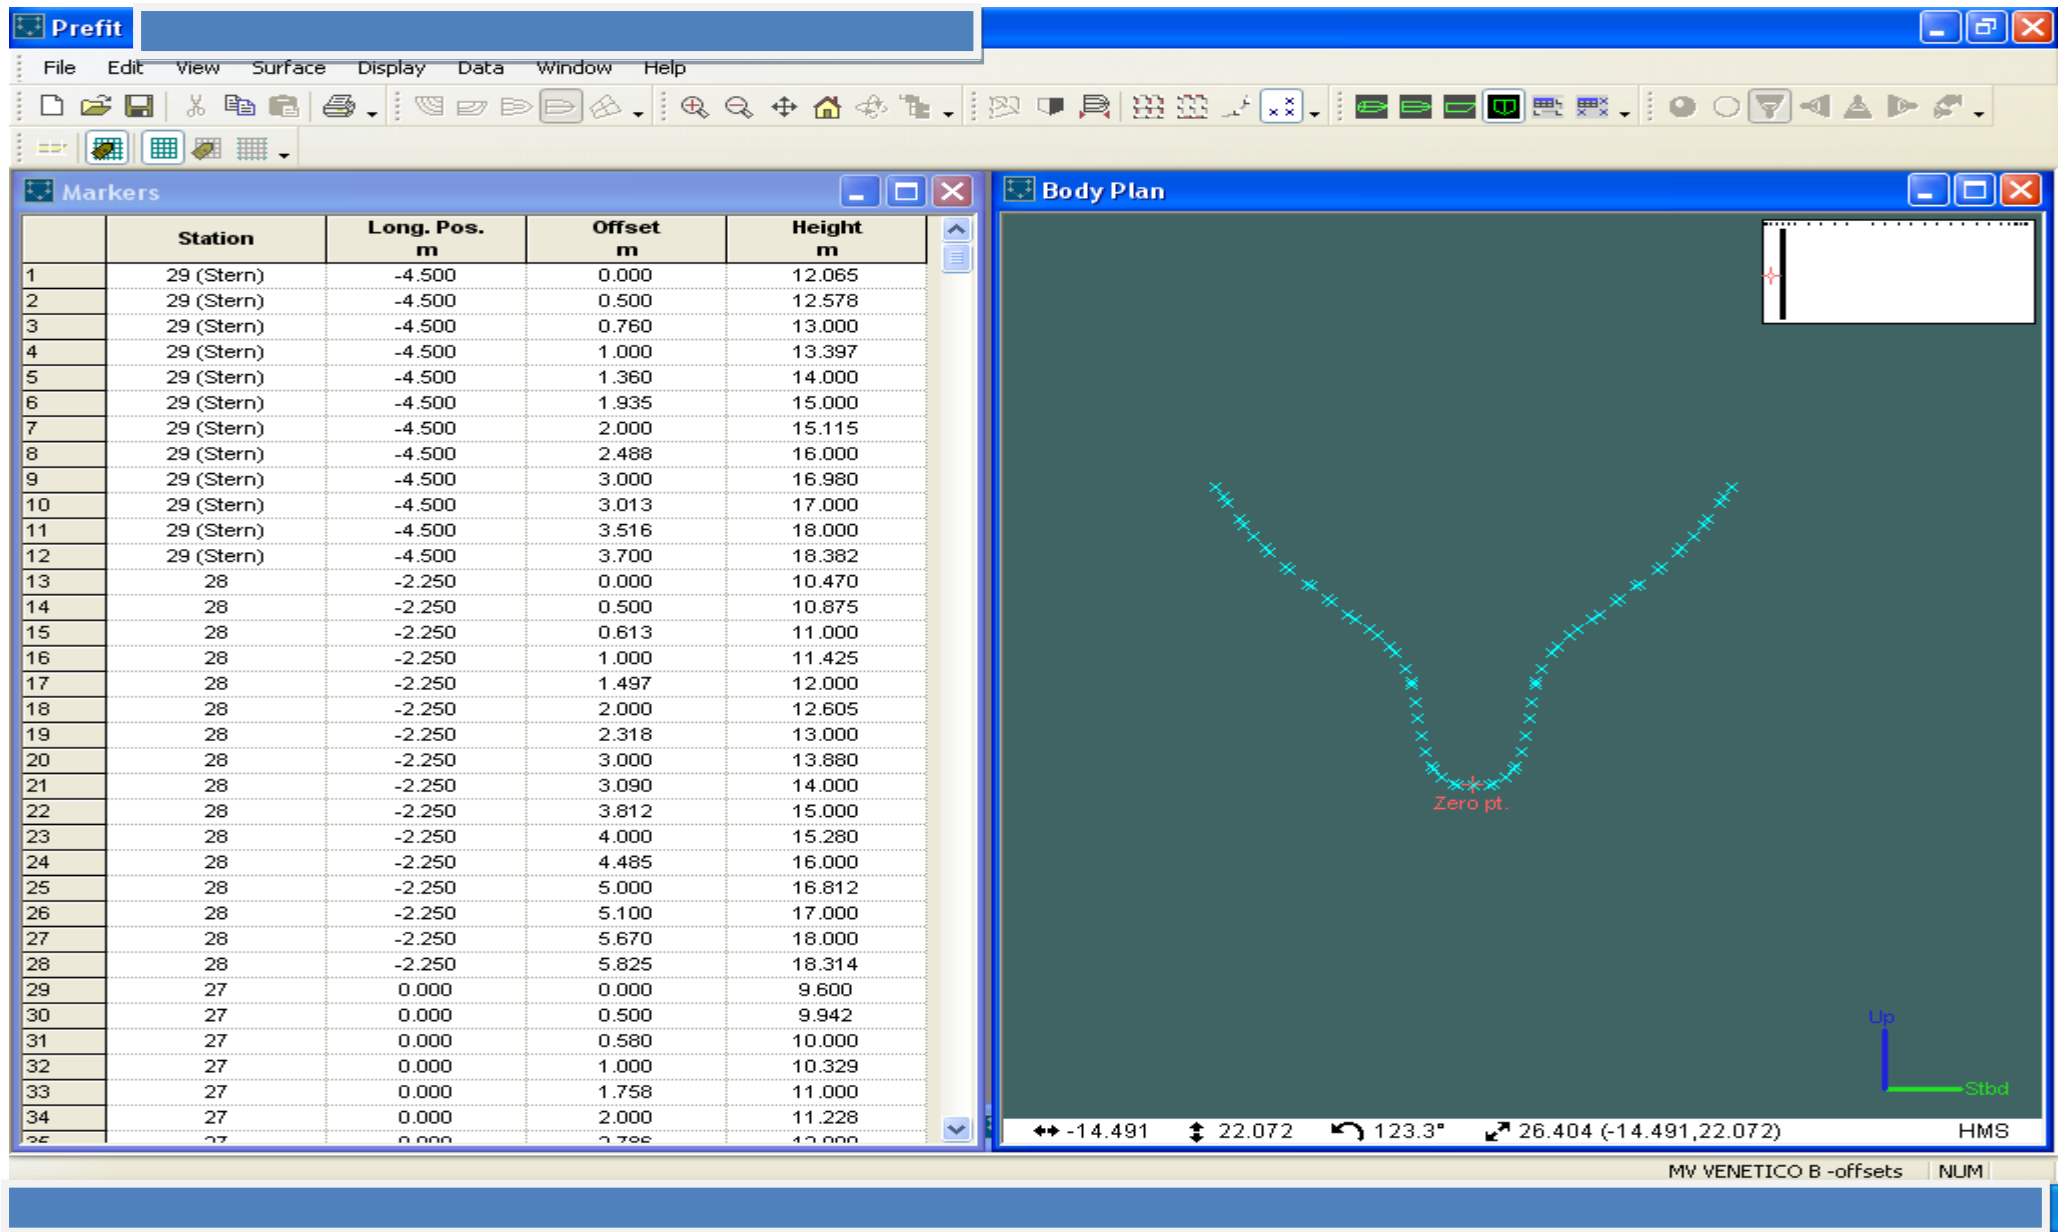 Prefit
File Edit View Surface Display Data Window Help
Markers
Station Long. Pos. m Offset m Height m
1 29 (Stern) -4.500 0.000 12.065
2 29 (Stern) -4.500 0.500 12.578
3 29 (Stern) -4.500 0.760 13.000
4 29 (Stern) -4.500 1.000 13.397
5 29 (Stern) -4.500 1.360 14.000
6 29 (Stern) -4.500 1.935 15.000
7 29 (Stern) -4.500 2.000 15.115
8 29 (Stern) -4.500 2.488 16.000
9 29 (Stern) -4.500 3.000 16.980
10 29 (Stern) -4.500 3.013 17.000
11 29 (Stern) -4.500 3.516 18.000
12 29 (Stern) -4.500 3.700 18.382
13 28 -2.250 0.000 10.470
14 28 -2.250 0.500 10.875
15 28 -2.250 0.613 11.000
16 28 -2.250 1.000 11.425
17 28 -2.250 1.497 12.000
18 28 -2.250 2.000 12.605
19 28 -2.250 2.318 13.000
20 28 -2.250 3.000 13.880
21 28 -2.250 3.090 14.000
22 28 -2.250 3.812 15.000
23 28 -2.250 4.000 15.280
24 28 -2.250 4.485 16.000
25 28 -2.250 5.000 16.812
26 28 -2.250 5.100 17.000
27 28 -2.250 5.670 18.000
28 28 -2.250 5.825 18.314
29 27 0.000 0.000 9.600
30 27 0.000 0.500 9.942
31 27 0.000 0.580 10.000
32 27 0.000 1.000 10.329
33 27 0.000 1.758 11.000
34 27 0.000 2.000 11.228
35 27 0.000 2.786 12.000
Body Plan
Zero pt.
Up
Stbd
-14.491 22.072 123.3° 26.404 (-14.491,22.072) HMS
MV VENETICO B -offsets NUM